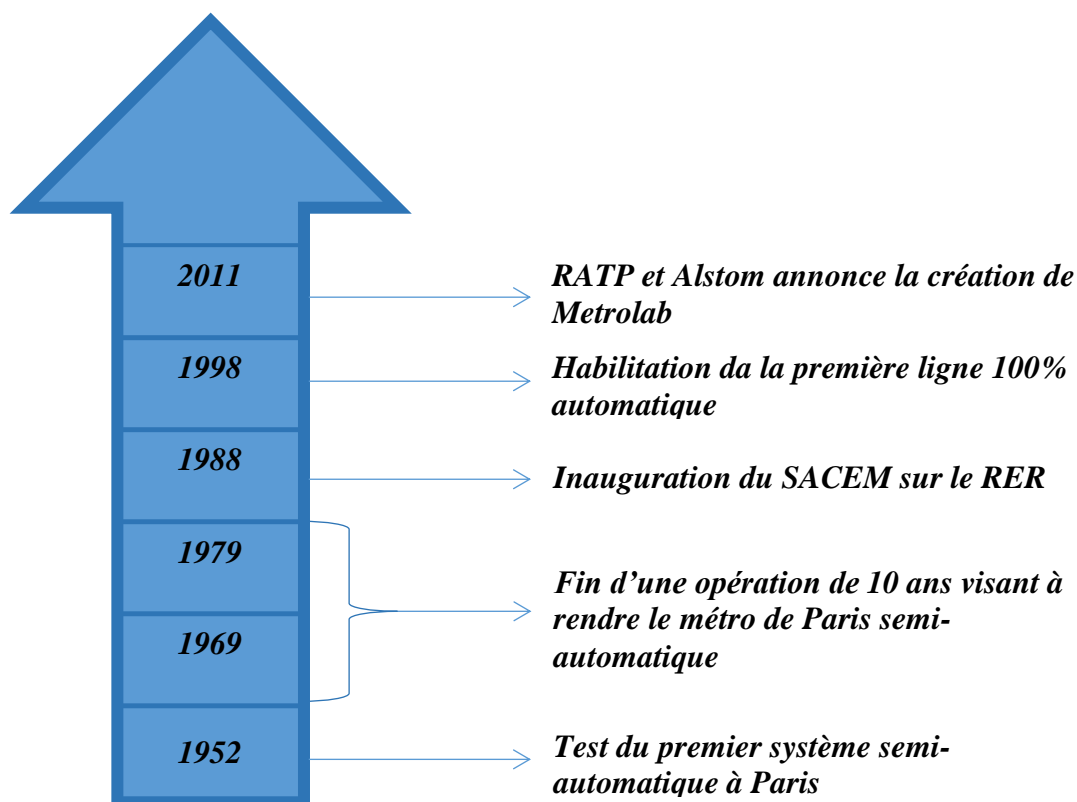 2011
RATP et Alstom annonce la création de
Metrolab
1998
Habilitation da la première ligne 100%
automatique
1988
Inauguration du SACEM sur le RER
1979
1969
Fin d’une opération de 10 ans visant à
rendre le métro de Paris semi-
automatique
1952
Test du premier système semi-
automatique à Paris